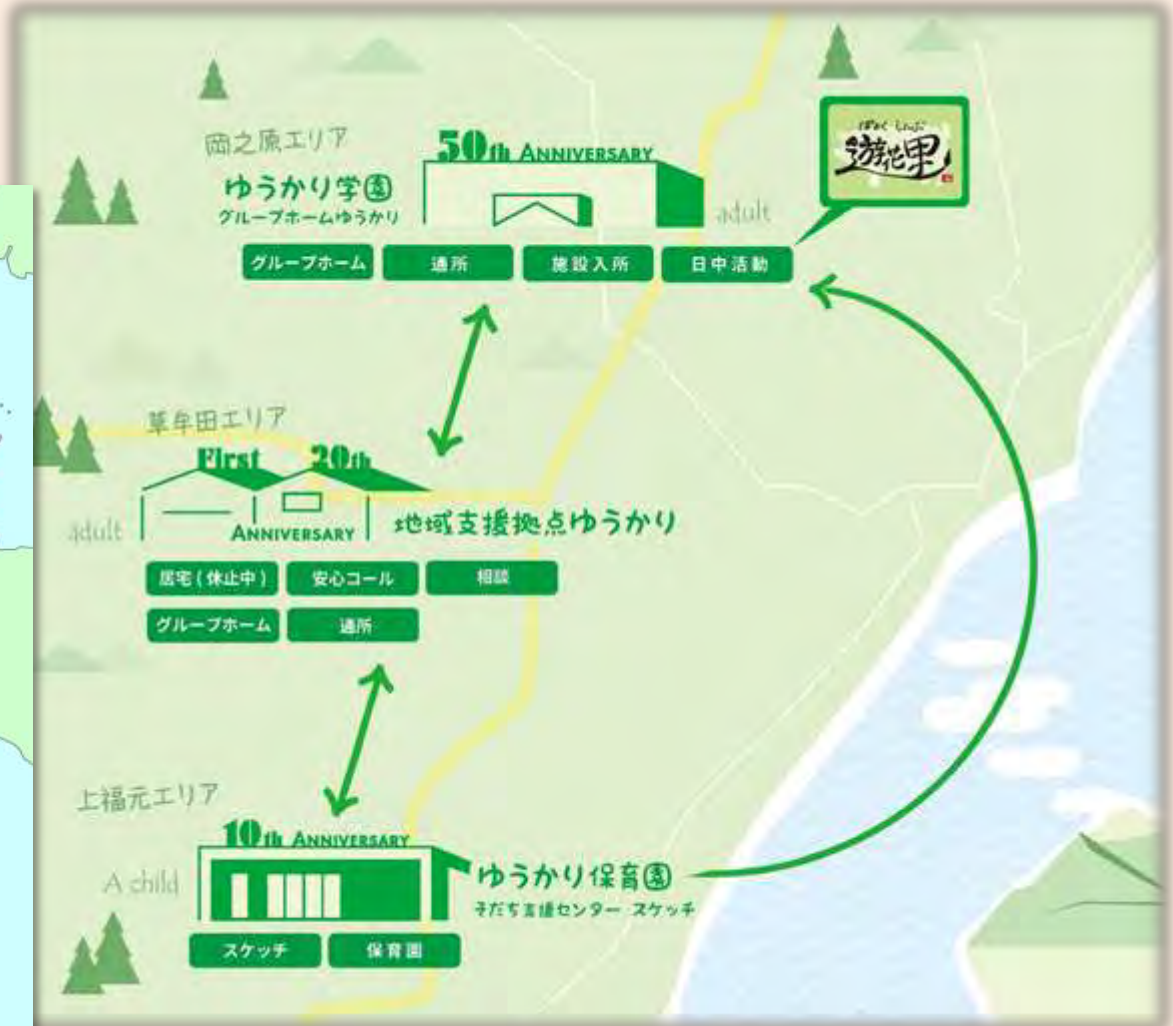 岡之原エリア
50th ANNIVERSARY
ゆうかり学園
グループホームゆうかり
adult
遊花里
グループホーム
通所
施設入所
日中活動
草牟田エリア
First 20th
ANNIVERSARY
adult
地域支援拠点ゆうかり
居宅(休止中)
安心コール
相談
グループホーム
通所
上福元エリア
10th ANNIVERSARY
A child
ゆうかり保育園
そだち支援センター スケッチ
スケッチ
保育園